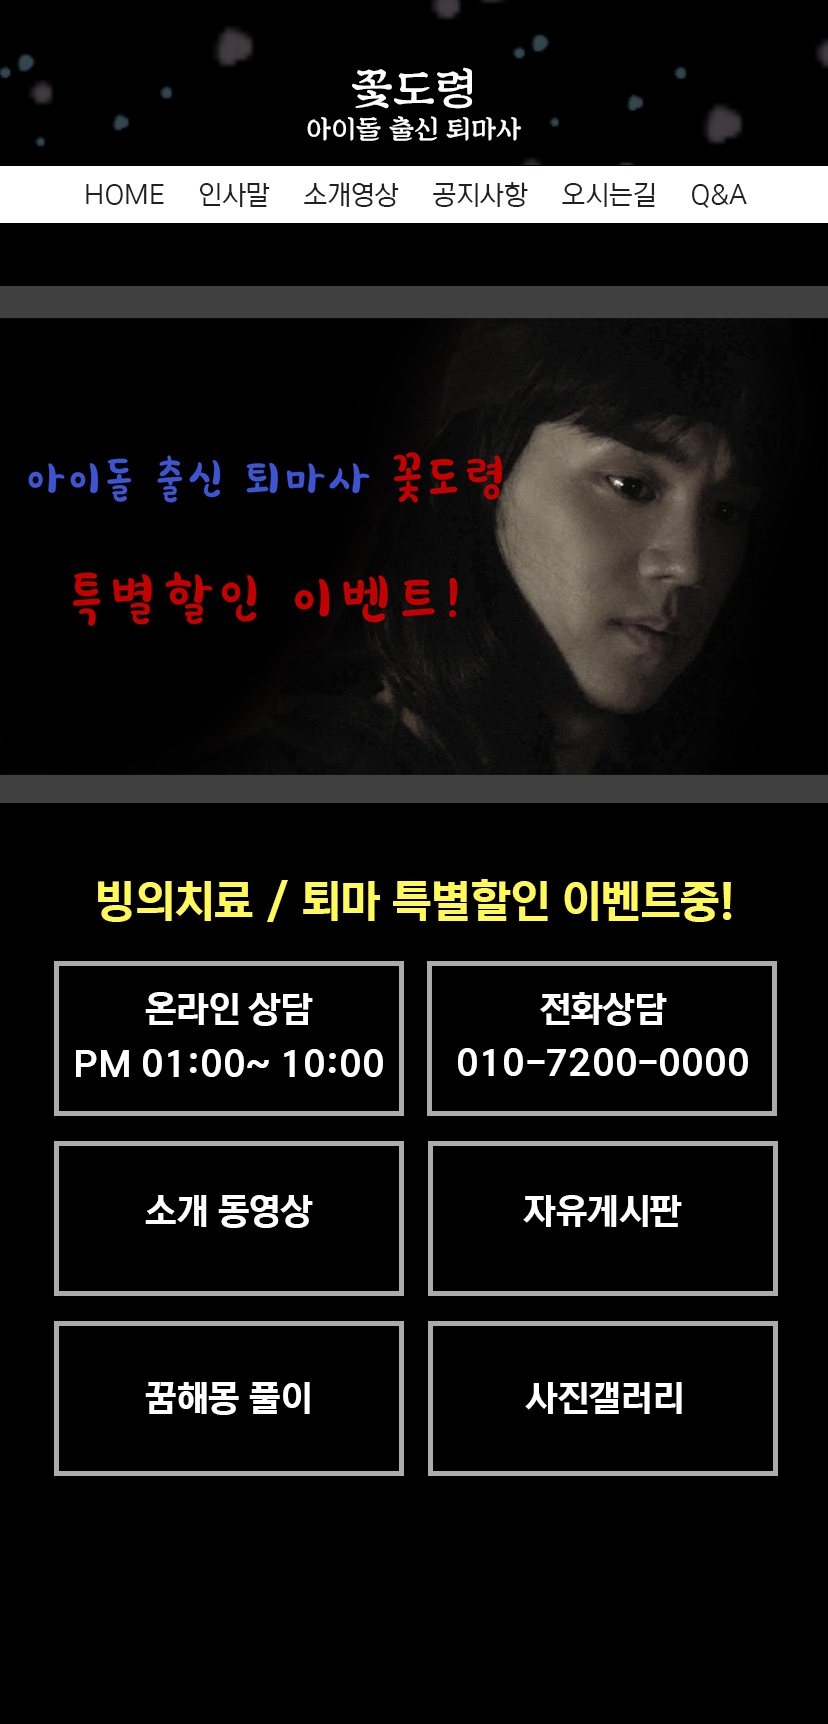 꽃도령
아이돌 출신 퇴마사
HOME 인사말 소개영상 공지사항 오시는길 Q&A
아이돌 출신 퇴마사 꽃도령
특별할인 이벤트!
빙의치료 / 퇴마 특별할인 이벤트중!
온라인 상담
PM 01:00~ 10:00
전화상담
010-7200-0000
소개 동영상
자유게시판
꿈해몽 풀이
사진갤러리